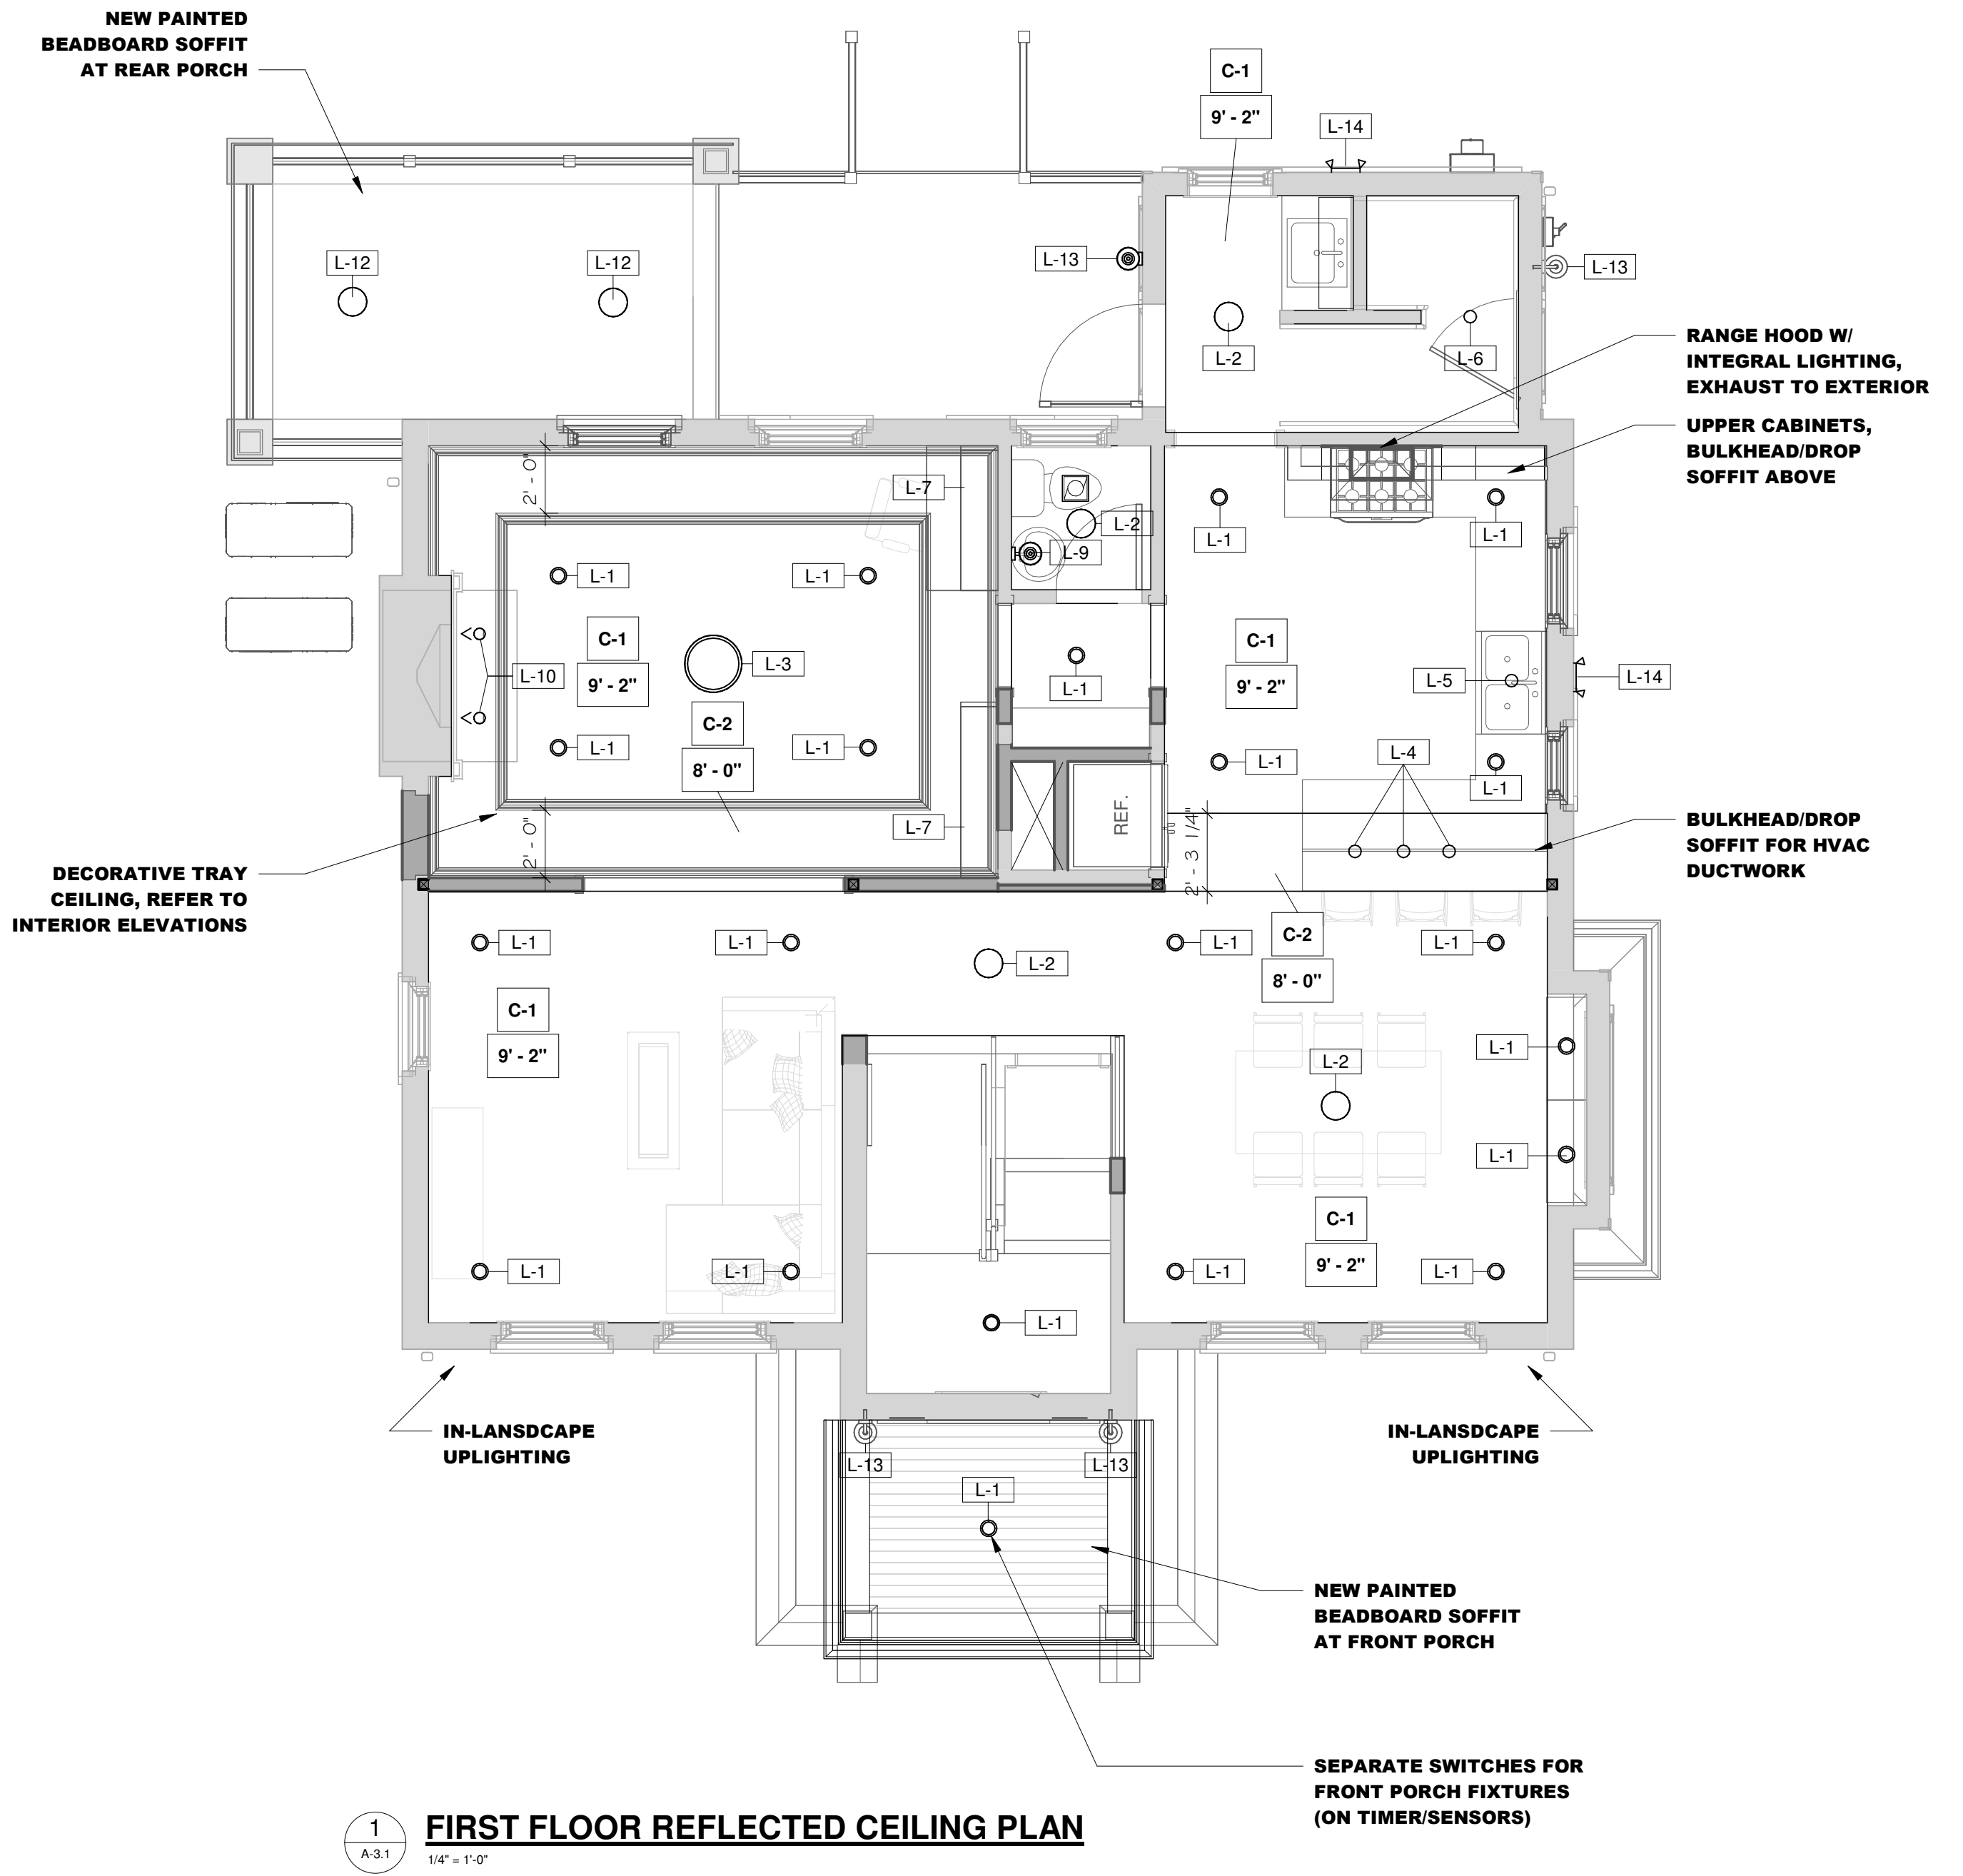 NEW PAINTED
BEADBOARD SOFFIT
AT REAR PORCH
C-1
9' - 2"
L-14
L-12
L-12
L-13
L-13
L-2
L-6
RANGE HOOD W/
INTEGRAL LIGHTING,
EXHAUST TO EXTERIOR
UPPER CABINETS,
BULKHEAD/DROP
SOFFIT ABOVE
2' - 0"
L-7
L-2
L-9
L-1
L-1
L-1
L-1
C-1
9' - 2"
L-3
L-10
L-1
C-1
9' - 2"
L-5
L-14
C-2
8' - 0"
L-1
L-1
L-1
L-4
L-1
2' - 0"
L-7
REF.
2' - 3 1/4"
BULKHEAD/DROP
SOFFIT FOR HVAC
DUCTWORK
DECORATIVE TRAY
CEILING, REFER TO
INTERIOR ELEVATIONS
L-1
L-1
L-2
L-1
C-2
8' - 0"
L-1
C-1
9' - 2"
L-1
L-2
L-1
C-1
9' - 2"
L-1
L-1
L-1
L-1
L-1
IN-LANSDCAPE
UPLIGHTING
IN-LANSDCAPE
UPLIGHTING
L-13
L-13
L-1
NEW PAINTED
BEADBOARD SOFFIT
AT FRONT PORCH
SEPARATE SWITCHES FOR
FRONT PORCH FIXTURES
(ON TIMER/SENSORS)
1
A-3.1
FIRST FLOOR REFLECTED CEILING PLAN
1/4" = 1'-0"